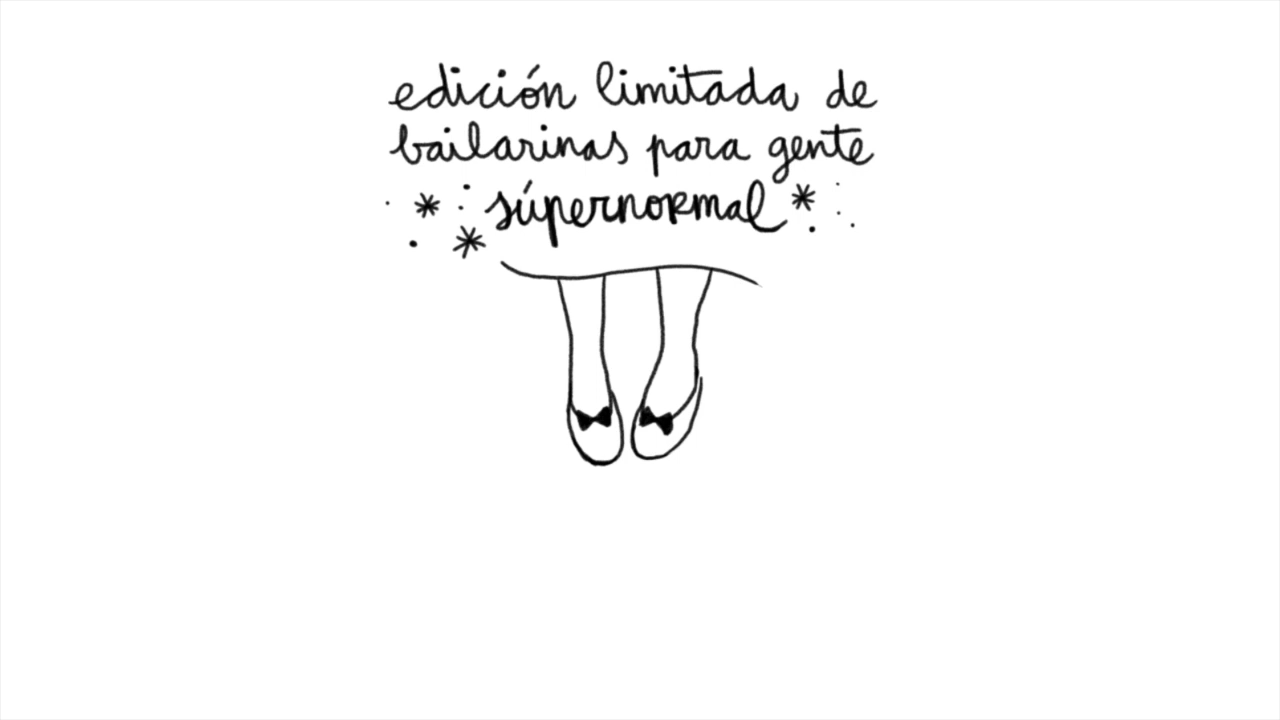 edición limitada de
bailarinas para gente
súpernormal